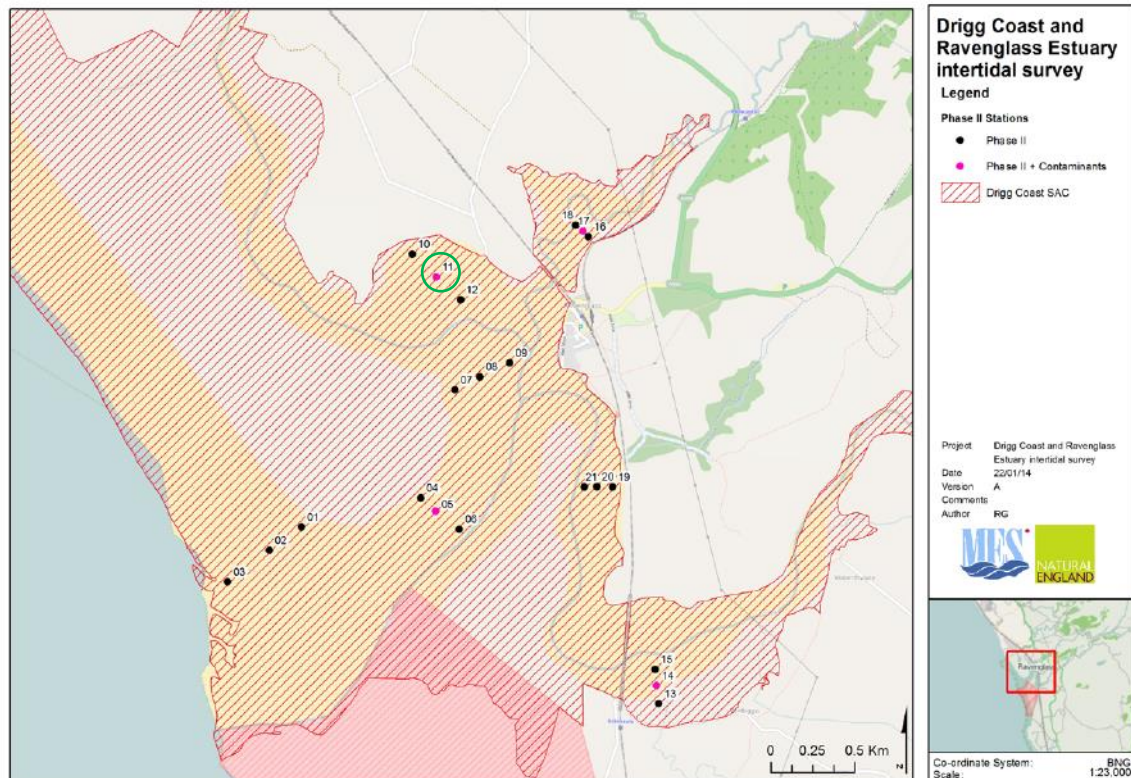 Drigg Coast and
Ravenglass Estuary
intertidal survey
Legend
Phase II Stations
Phase II
Phase II + Contaminants
Drigg Coast SAC
18
17
16
10
11
12
09
08
07
04
05
06
01
02
03
21 20 19
15
14
13
P
0 0.25 0.5 Km
N
Project Drigg Coast and Ravenglass
Estuary intertidal survey
Date 22/01/14
Version A
Comments
Author RG
MES
NATURAL
ENGLAND
Ravenglass
Co-ordinate System: BNG
Scale: 1:23,000